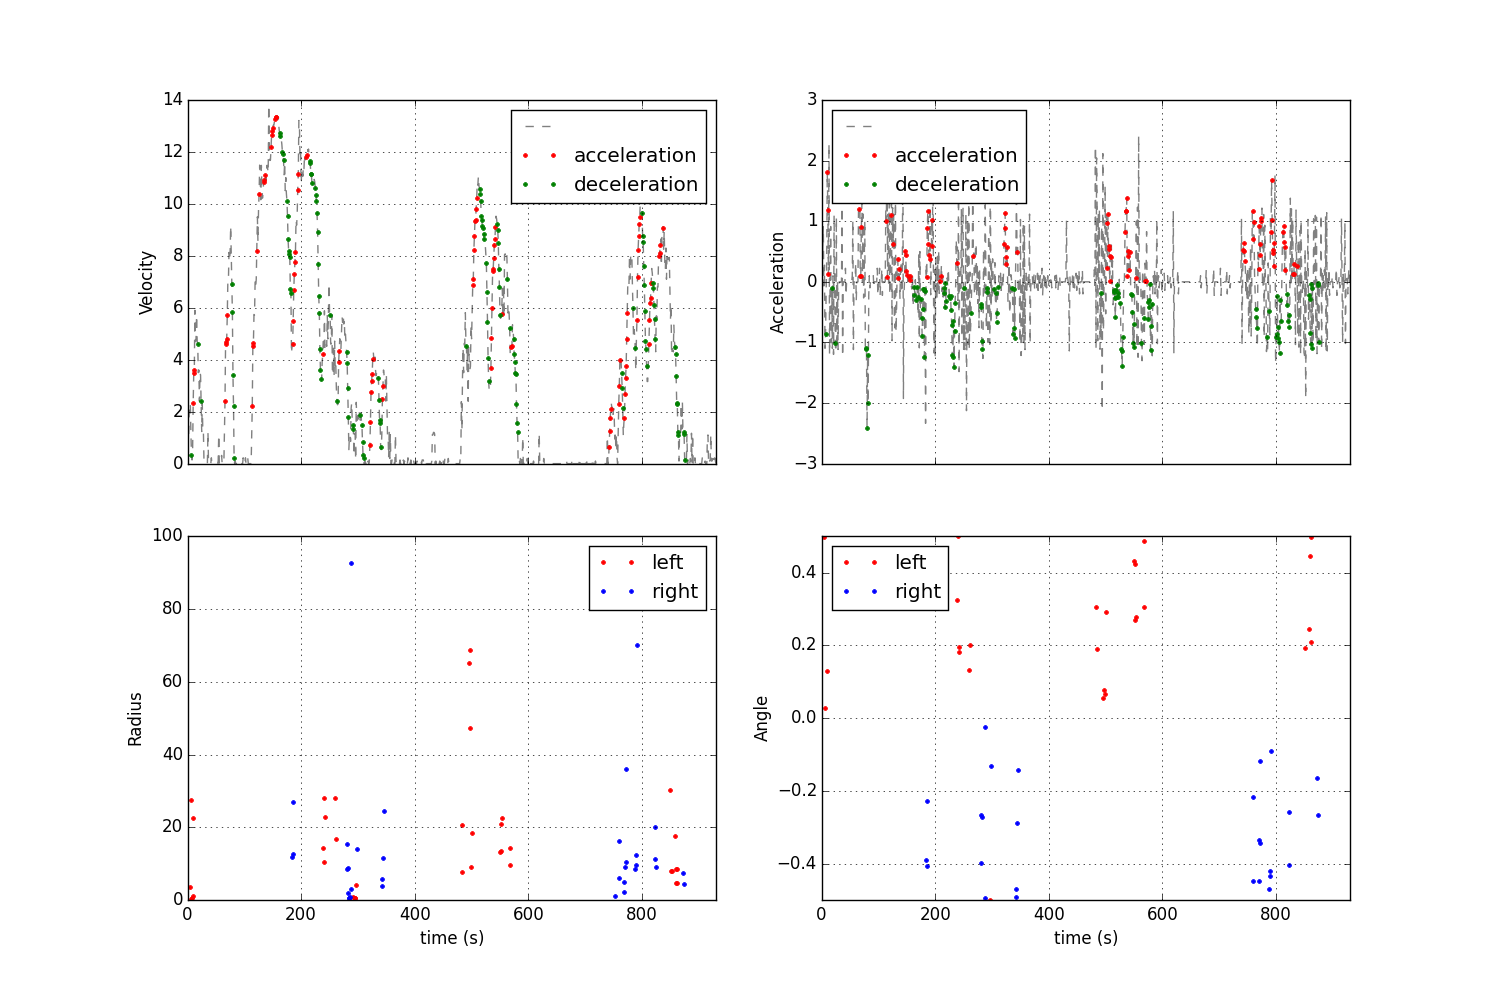 14
12
10
8
6
4
2
0
Velocity
acceleration
deceleration
3
2
1
0
−1
−2
−3
Acceleration
acceleration
deceleration
100
80
60
40
20
0
Radius
left
right
0 200 400 600 800
time (s)
0.4
0.2
0.0
−0.2
−0.4
Angle
left
right
0 200 400 600 800
time (s)